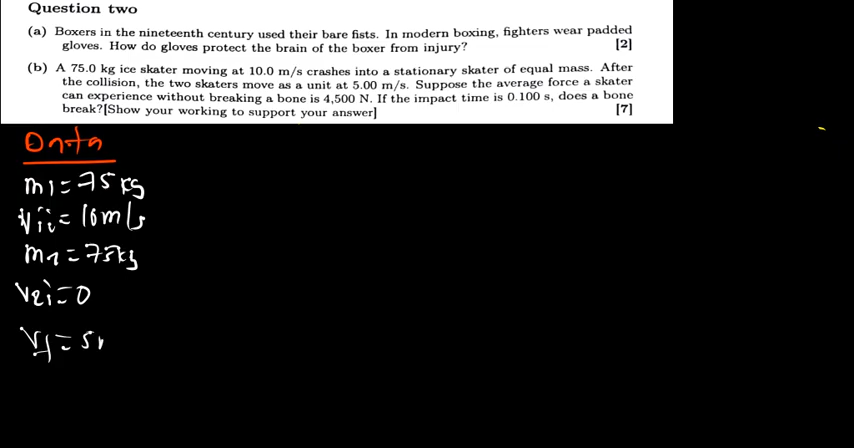 Question two
(a) Boxers in the nineteenth century used their bare fists. In modern boxing, fighters wear padded
gloves. How do gloves protect the brain of the boxer from injury? [2]
(b) A 75.0 kg ice skater moving at 10.0 m/s crashes into a stationary skater of equal mass. After
the collision, the two skaters move as a unit at 5.00 m/s. Suppose the average force a skater
can experience without breaking a bone is 4,500 N. If the impact time is 0.100 s, does a bone
break?[Show your working to support your answer] [7]
Data
m1 = 75kg
v1i = 10m/s
m2 = 75kg
v2i = 0
vf = 5